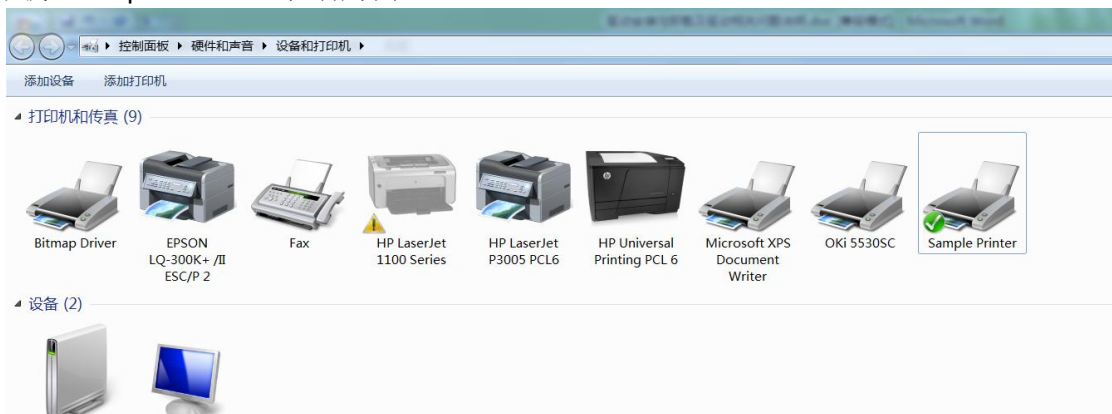 控制面板 ▸ 硬件和声音 ▸ 设备和打印机 ▸
添加设备 添加打印机
打印机和传真 (9)
Bitmap Driver
EPSON
LQ-300K+ /II
ESC/P 2
Fax
HP LaserJet
1100 Series
HP LaserJet
P3005 PCL6
HP Universal
Printing PCL 6
Microsoft XPS
Document
Writer
OKi 5530SC
Sample Printer
设备 (2)